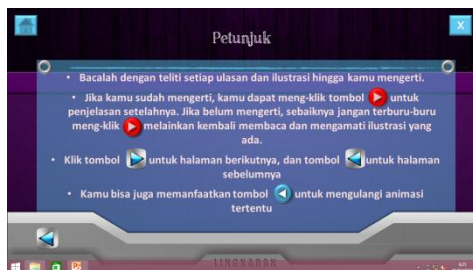 Petunjuk
X
• Bacalah dengan teliti setiap ulasan dan ilustrasi hingga kamu mengerti.
• Jika kamu sudah mengerti, kamu dapat meng-klik tombol untuk
penjelasan setelahnya. Jika belum mengerti, sebaiknya jangan terburu-buru
meng-klik melainkan kembali membaca dan mengamati ilustrasi yang
ada.
• Klik tombol untuk halaman berikutnya, dan tombol untuk halaman
sebelumnya
• Kamu bisa juga memanfaatkan tombol untuk mengulangi animasi
tertentu
LINGKARAN